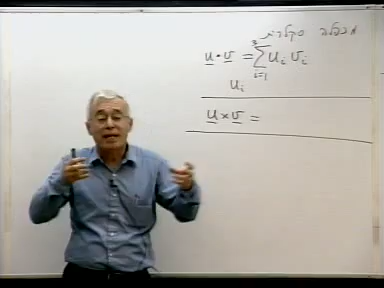 מכפלה סקלרית
u · v = ∑_{i=1}^{3} u_i v_i
u_i
u × v =